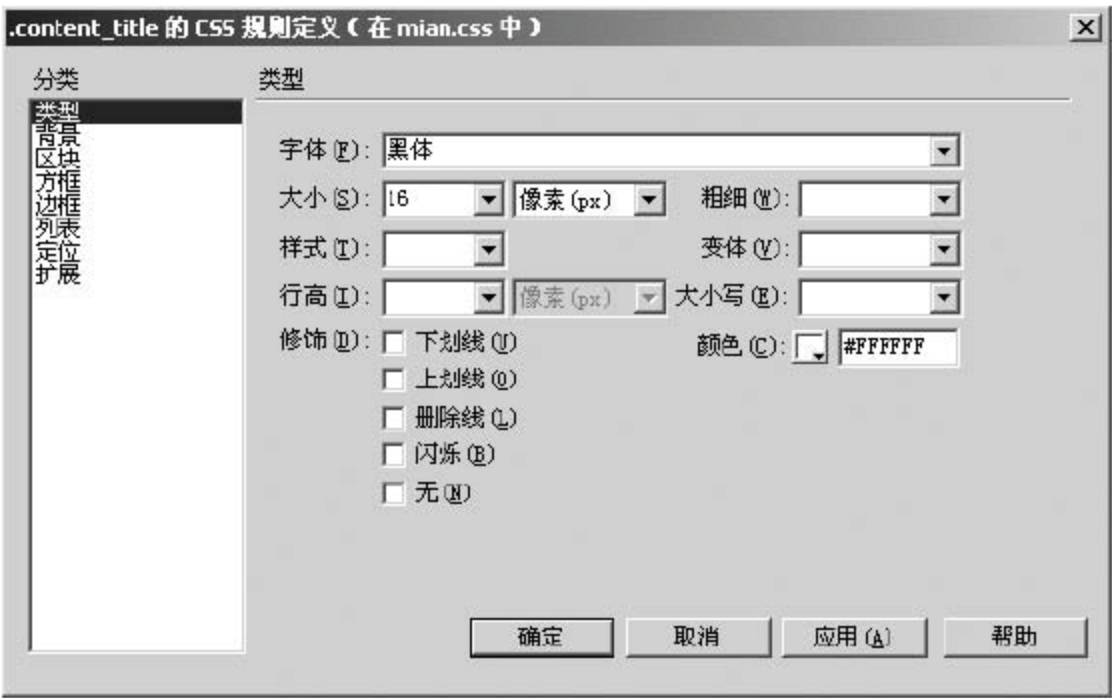 .content_title 的 CSS 规则定义（在 mian.css 中）
分类
类型
背景
区块
方框
边框
列表
定位
扩展
类型
字体(F): 黑体
大小(S): 16 像素(px) 粗细(W):
样式(T): 变体(V):
行高(I): 像素(px) 大小写(E):
修饰(D): 下划线(U) 颜色(C): #FFFFFF
上划线(O)
删除线(L)
闪烁(B)
无(N)
确定 取消 应用(A) 帮助